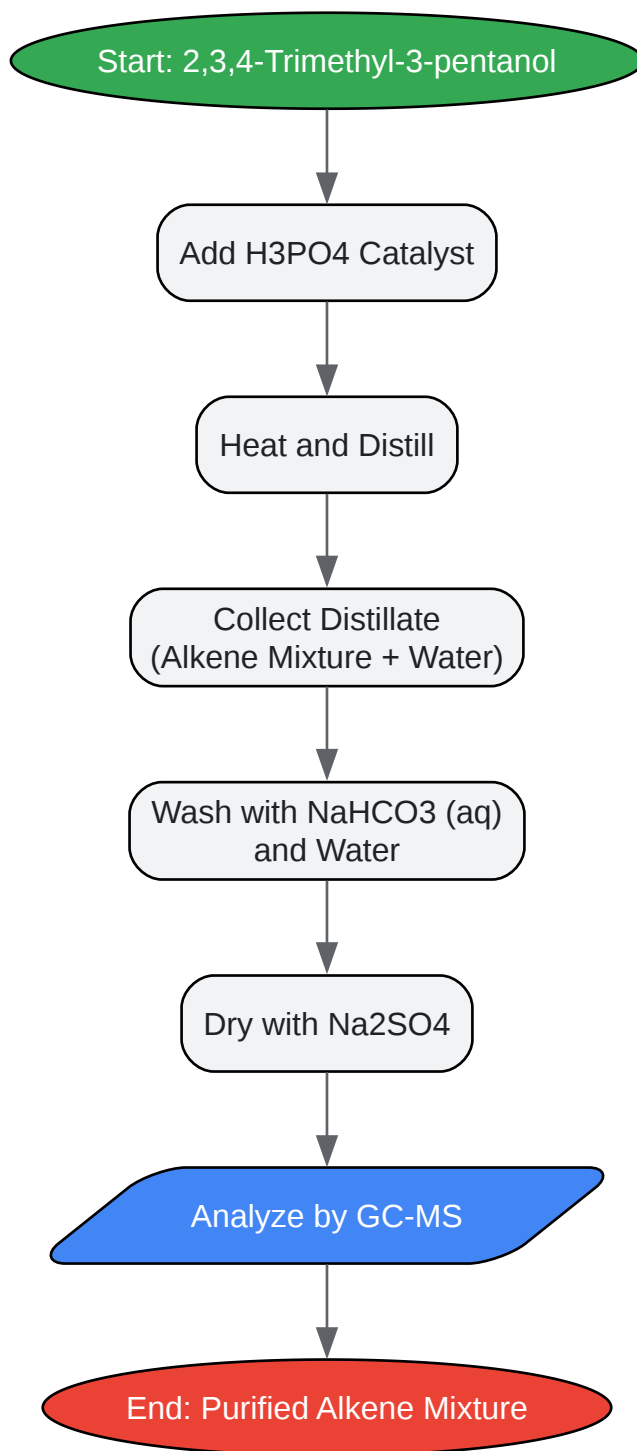 Start: 2,3,4-Trimethyl-3-pentanol
Add H3PO4 Catalyst
Heat and Distill
Collect Distillate
(Alkene Mixture + Water)
Wash with NaHCO3 (aq)
and Water
Dry with Na2SO4
Analyze by GC-MS
End: Purified Alkene Mixture